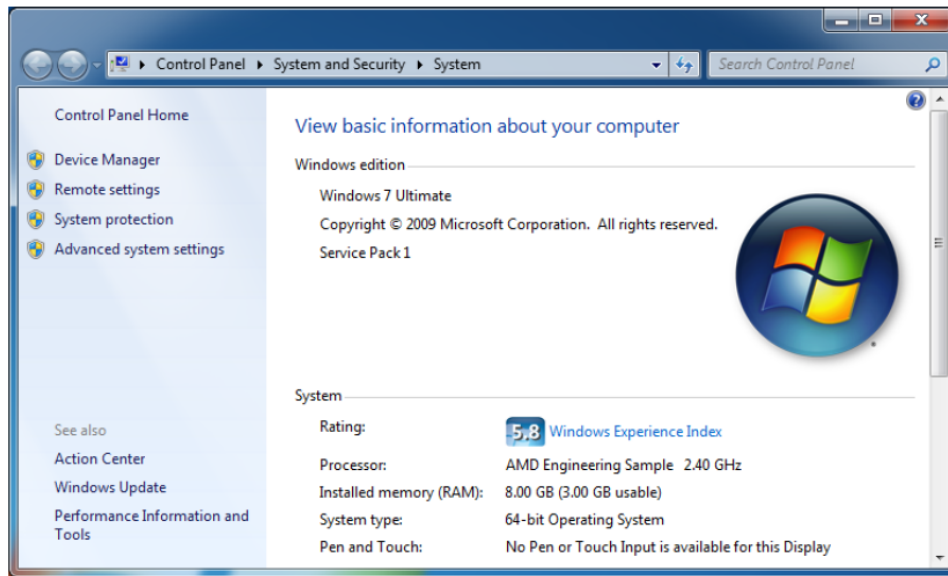 Control Panel ▸ System and Security ▸ System
Search Control Panel
Control Panel Home
Device Manager
Remote settings
System protection
Advanced system settings
See also
Action Center
Windows Update
Performance Information and
Tools
View basic information about your computer
Windows edition
Windows 7 Ultimate
Copyright © 2009 Microsoft Corporation. All rights reserved.
Service Pack 1
System
Rating: 5.8 Windows Experience Index
Processor: AMD Engineering Sample 2.40 GHz
Installed memory (RAM): 8.00 GB (3.00 GB usable)
System type: 64-bit Operating System
Pen and Touch: No Pen or Touch Input is available for this Display